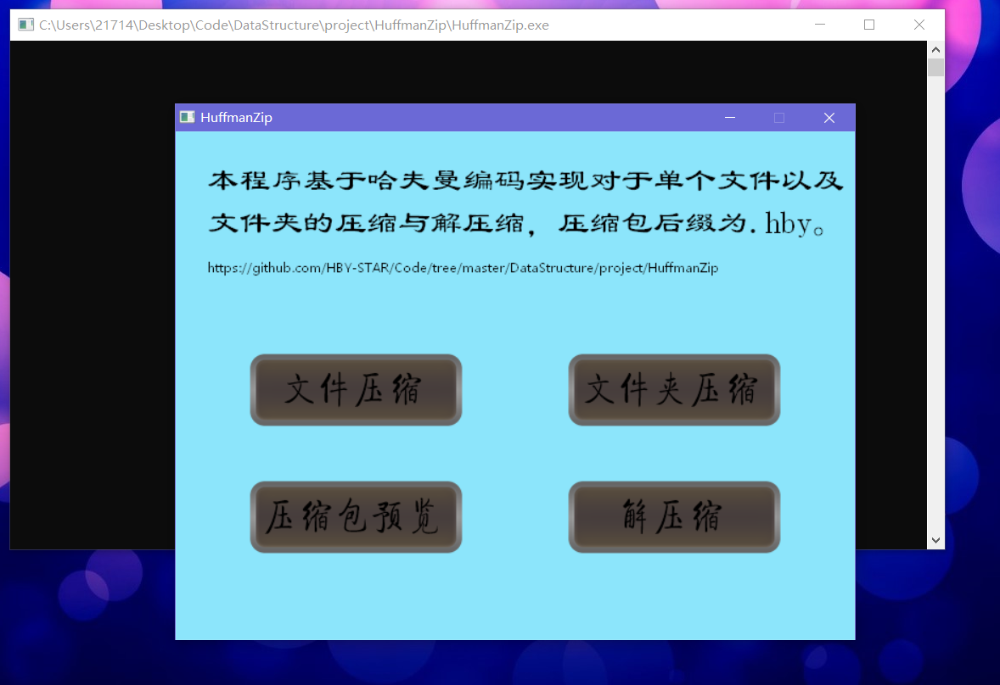 C:\Users\21714\Desktop\Code\DataStructure\project\HuffmanZip\HuffmanZip.exe
HuffmanZip
本程序基于哈夫曼编码实现对于单个文件以及
文件夹的压缩与解压缩，压缩包后缀为.hby。
https://github.com/HBY-STAR/Code/tree/master/DataStructure/project/HuffmanZip
文件压缩
文件夹压缩
压缩包预览
解压缩